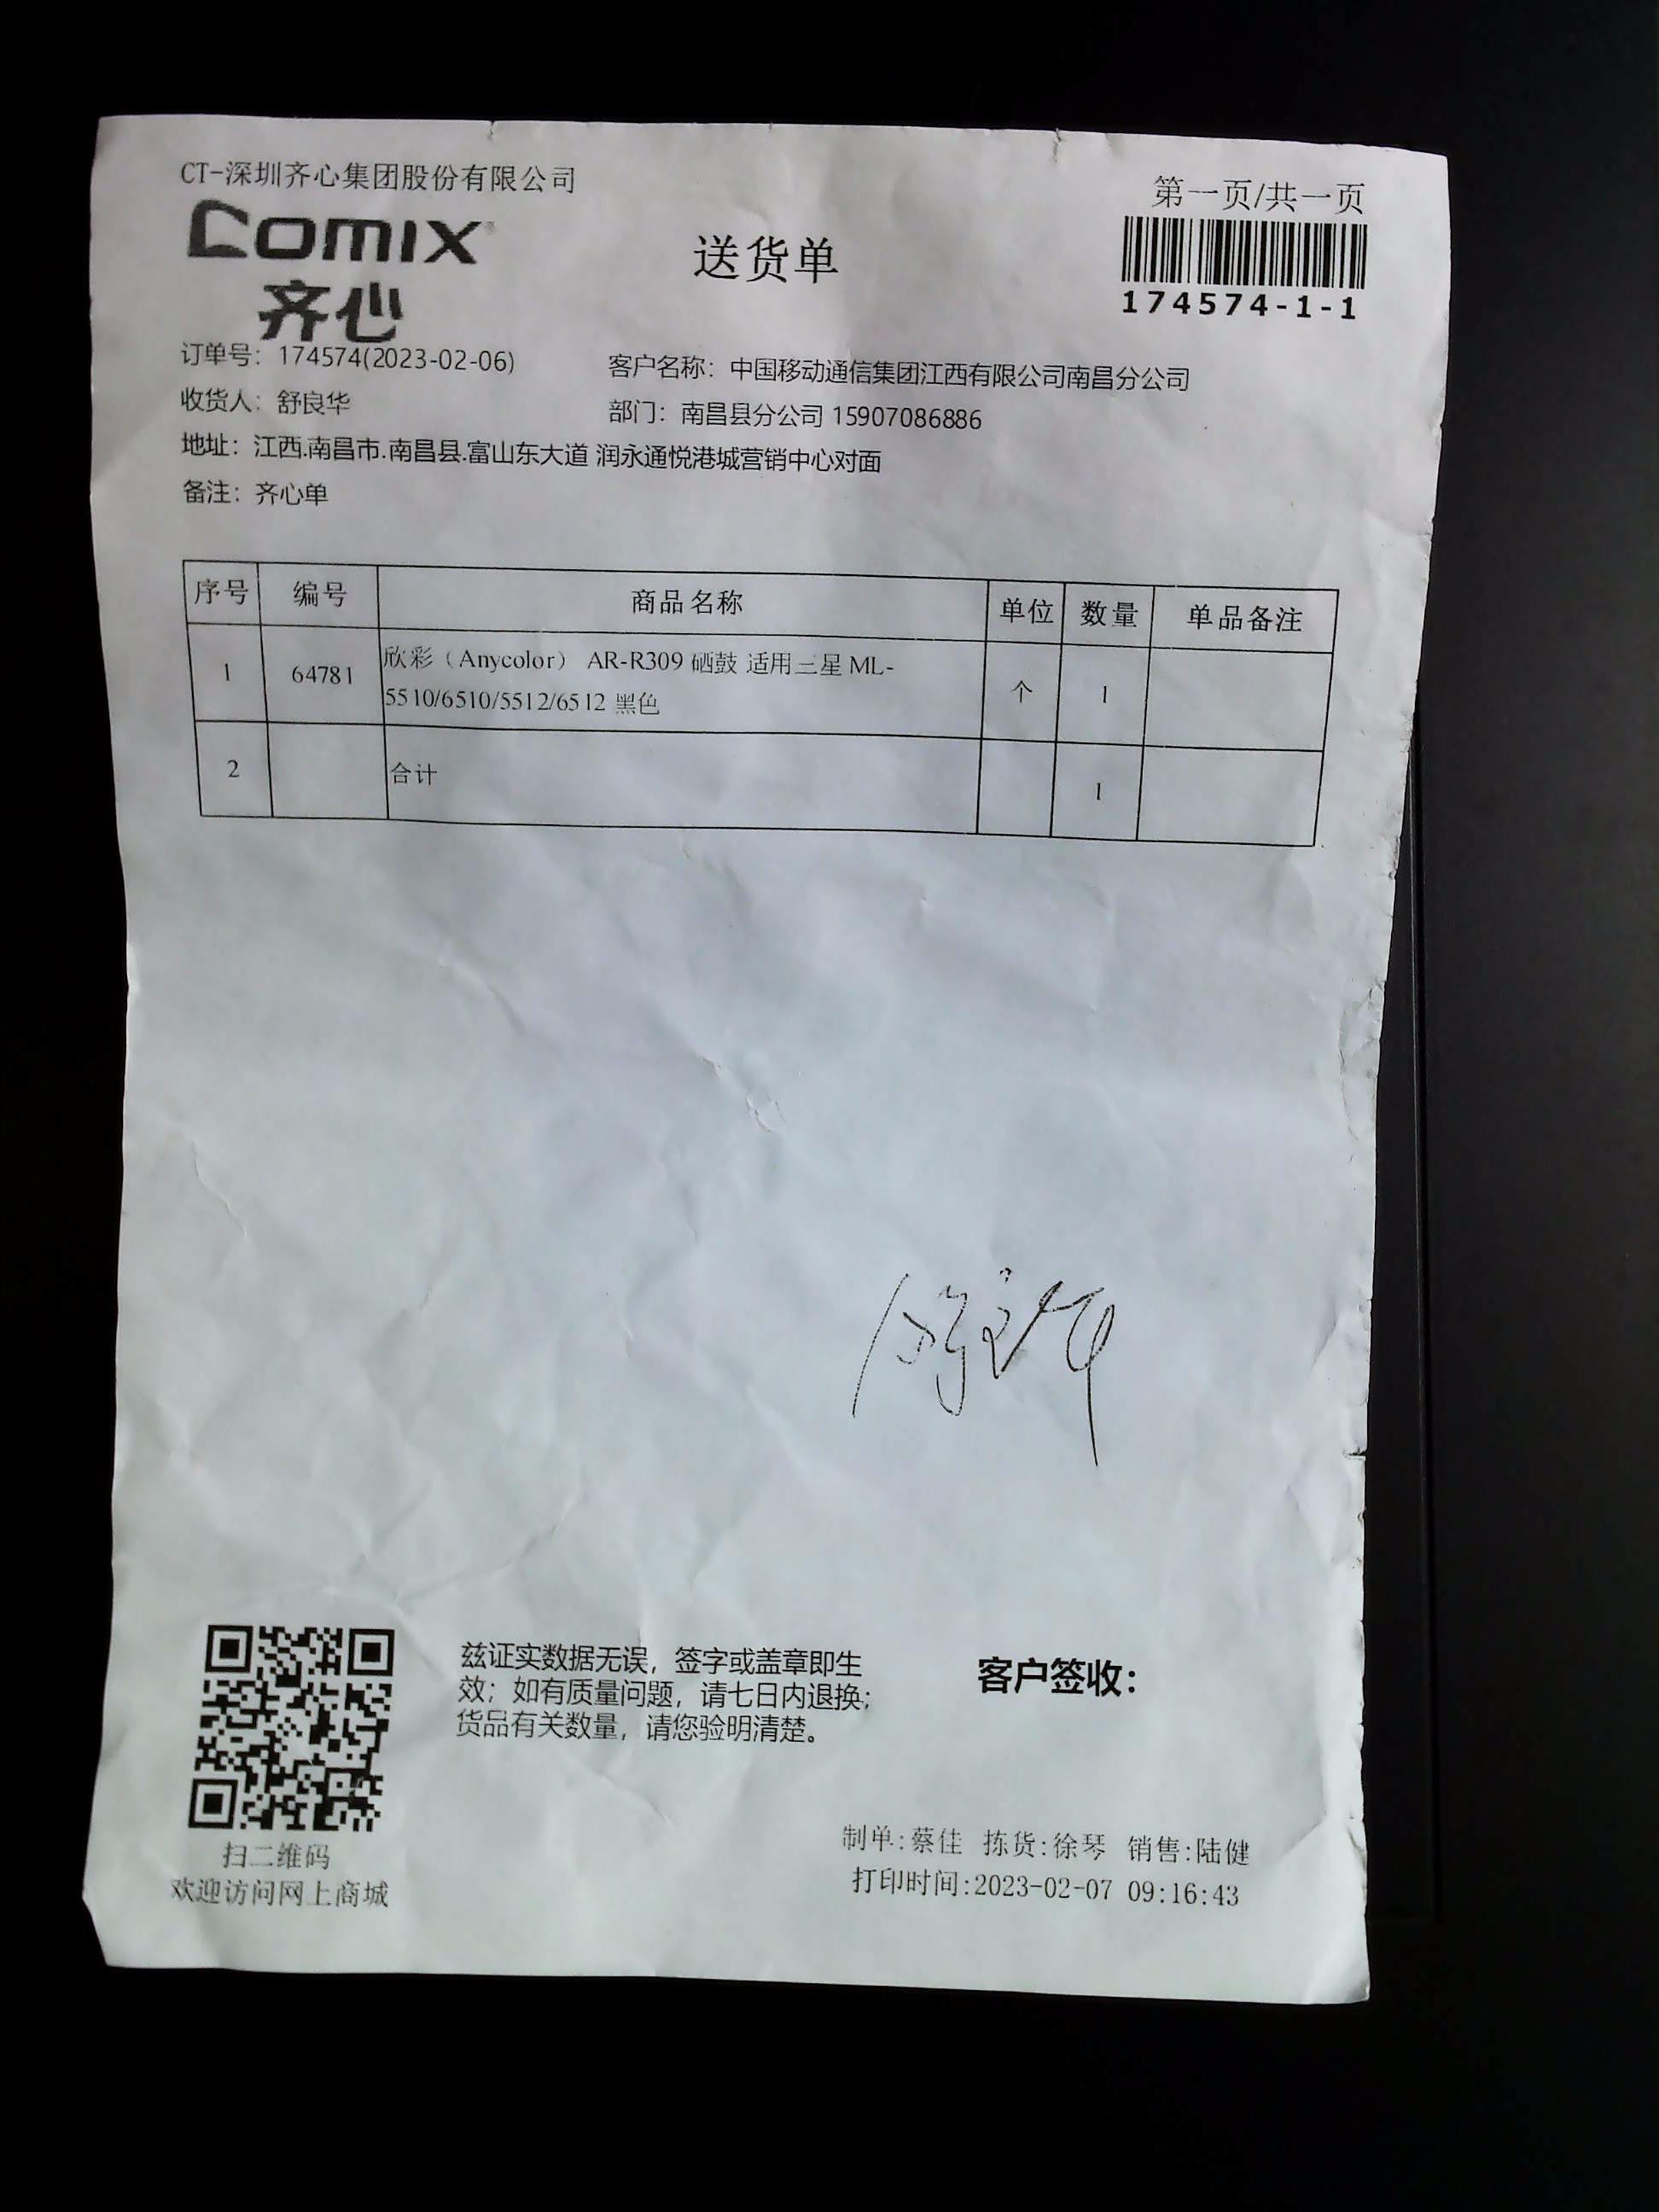 CT-深圳齐心集团股份有限公司
第一页/共一页
Comix
齐心
送货单
174574-1-1
订单号：174574(2023-02-06)
客户名称：中国移动通信集团江西有限公司南昌分公司
收货人：舒良华
部门：南昌县分公司 15907086886
地址：江西.南昌市.南昌县.富山东大道 润永通悦港城营销中心对面
备注：齐心单
序号 编号 商品名称 单位 数量 单品备注
1 64781 欣彩（Anycolor） AR-R309 硒鼓 适用三星 ML-
5510/6510/5512/6512 黑色 个 1
2 合计 1
兹证实数据无误，签字或盖章即生
效；如有质量问题，请七日内退换；
货品有关数量，请您验明清楚。
客户签收：
扫二维码
欢迎访问网上商城
制单:蔡佳 拣货:徐琴 销售:陆健
打印时间:2023-02-07 09:16:43